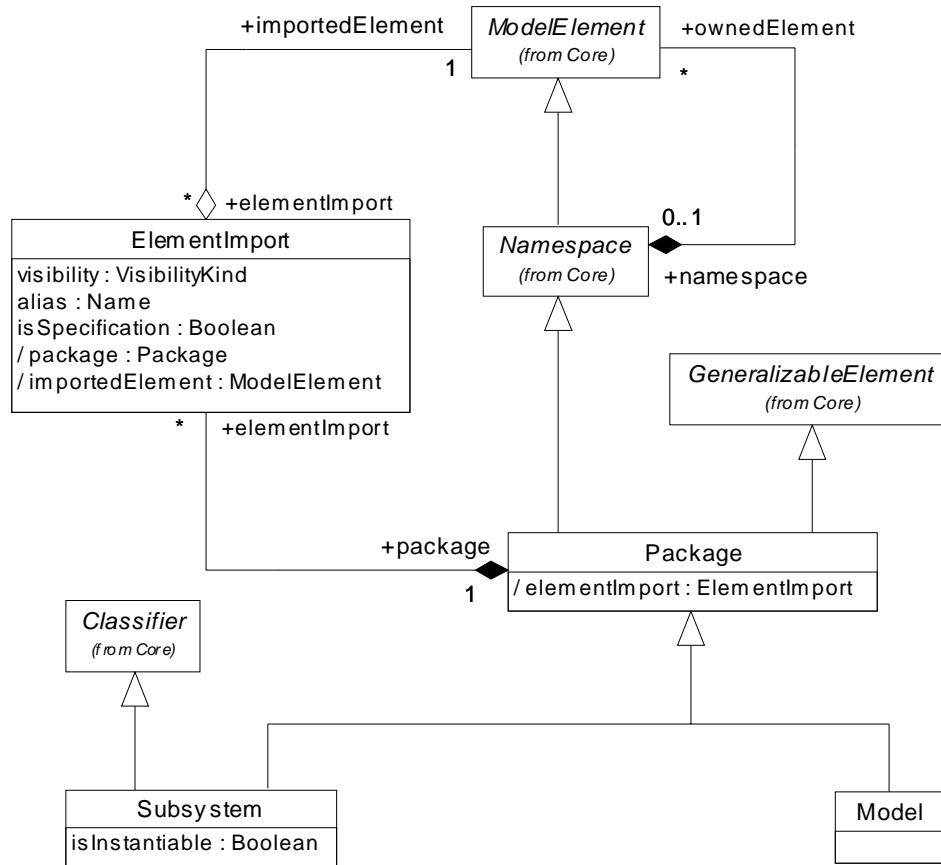 +importedElement
ModelElement
(from Core)
+ownedElement
1
*
*
+elementImport
ElementImport
visibility : VisibilityKind
alias : Name
isSpecification : Boolean
/ package : Package
/ importedElement : ModelElement
0..1
Namespace
(from Core)
+namespace
GeneralizableElement
(from Core)
*
+elementImport
+package
1
Package
/ elementImport : ElementImport
Classifier
(from Core)
Subsystem
isInstantiable : Boolean
Model